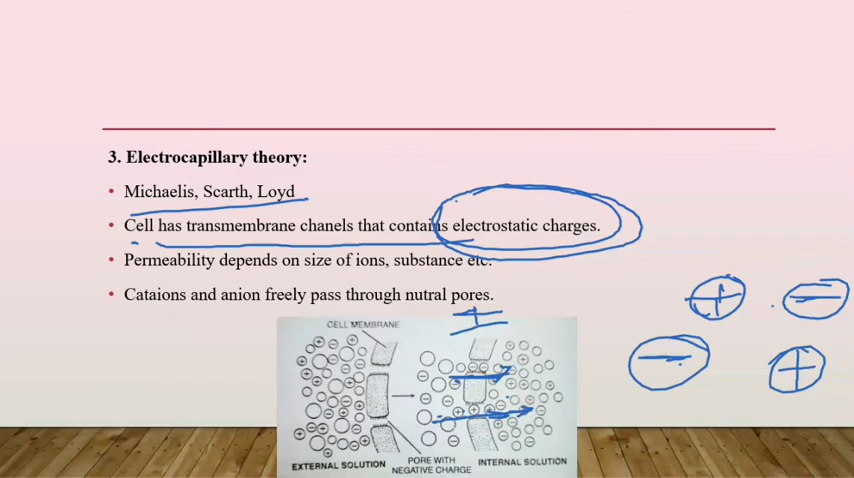 3. Electrocapillary theory:
• Michaelis, Scarth, Loyd
• Cell has transmembrane chanels that contains electrostatic charges.
• Permeability depends on size of ions, substance etc.
• Cataions and anion freely pass through nutral pores.
CELL MEMBRANE
EXTERNAL SOLUTION
PORE WITH
NEGATIVE CHARGE
INTERNAL SOLUTION